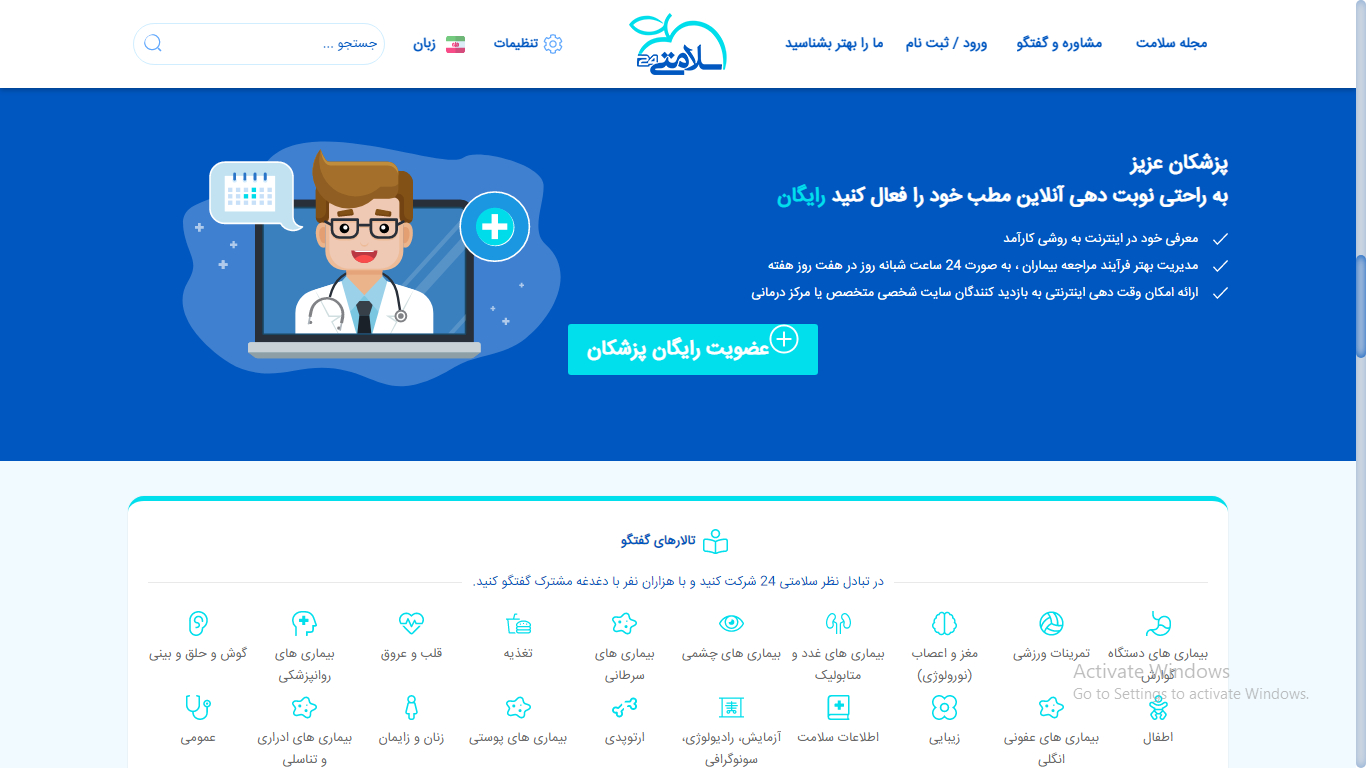 مجله سلامت
مشاوره و گفتگو
ورود / ثبت نام
ما را بهتر بشناسید
سلامتی 24
تنظیمات
زبان
جستجو ...
پزشکان عزیز
به راحتی نوبت دهی آنلاین مطب خود را فعال کنید رایگان
معرفی خود در اینترنت به روشی کارآمد
مدیریت بهتر فرآیند مراجعه بیماران ، به صورت 24 ساعت شبانه روز در هفت روز هفته
ارائه امکان وقت دهی اینترنتی به بازدید کنندگان سایت شخصی متخصص یا مرکز درمانی
عضویت رایگان پزشکان
تالارهای گفتگو
در تبادل نظر سلامتی 24 شرکت کنید و با هزاران نفر با دغدغه مشترک گفتگو کنید.
بیماری های دستگاه
گوارش
تمرینات ورزشی
مغز و اعصاب
(نورولوژی)
بیماری های غدد و
متابولیک
بیماری های چشمی
بیماری های
سرطانی
تغذیه
قلب و عروق
بیماری های
روانپزشکی
گوش و حلق و بینی
Activate Windows
Go to Settings to activate Windows.
اطفال
بیماری های عفونی
انگلی
زیبایی
اطلاعات سلامت
آزمایش، رادیولوژی،
سونوگرافی
ارتوپدی
بیماری های پوستی
زنان و زایمان
بیماری های ادراری
و تناسلی
عمومی